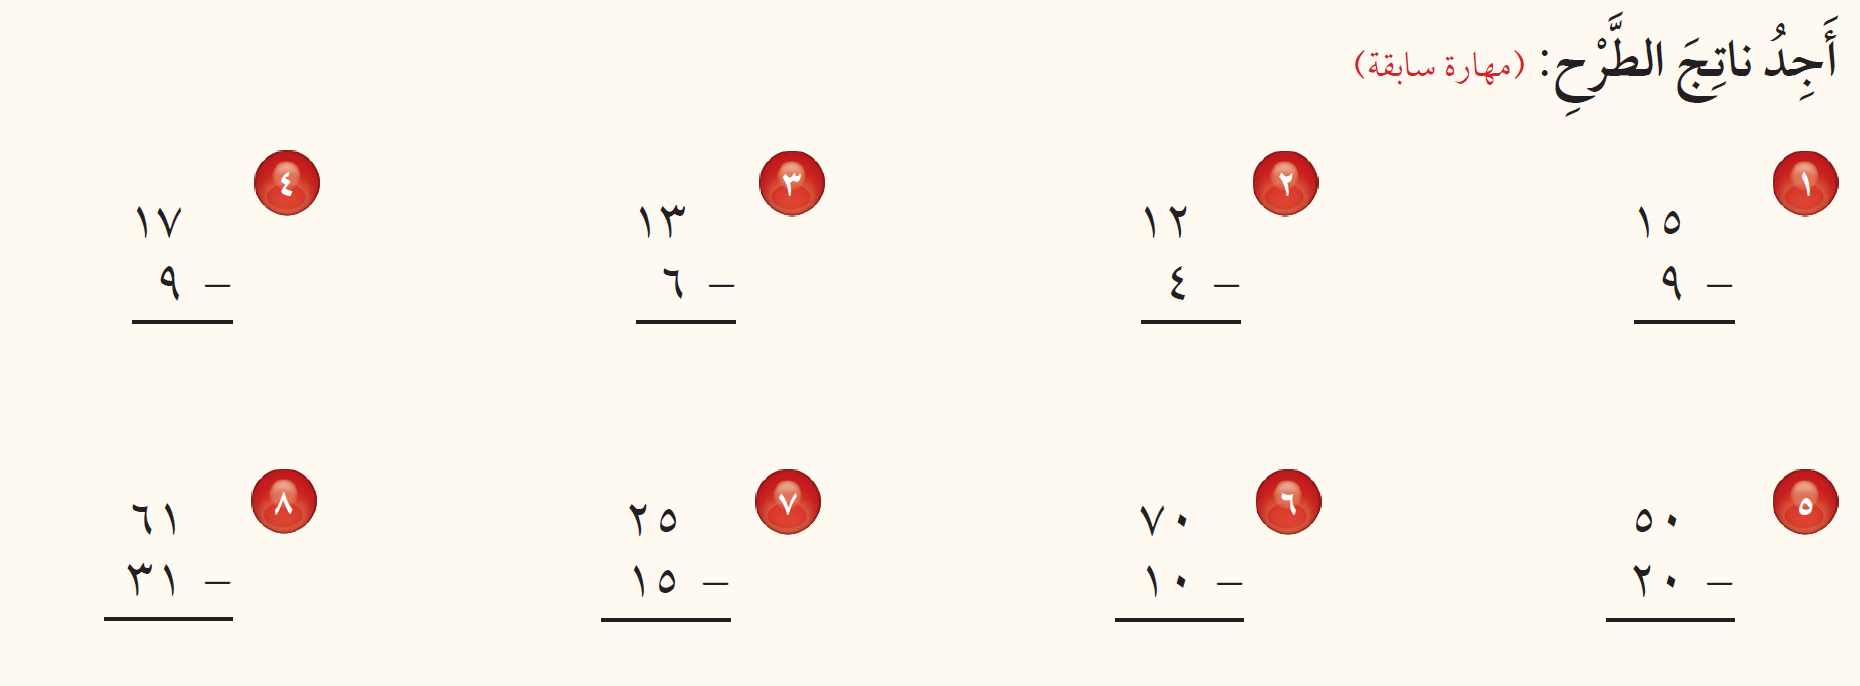 أَجِدُ ناتِجَ الطَّرْحِ: (مهارة سابقة)
١ ٢ ٣ ٤
١٥ ١٢ ١٣ ١٧
− ٩ − ٤ − ٦ − ٩
٥ ٦ ٧ ٨
٥٠ ٧٠ ٢٥ ٦١
− ٢٠ − ١٠ − ١٥ − ٣١